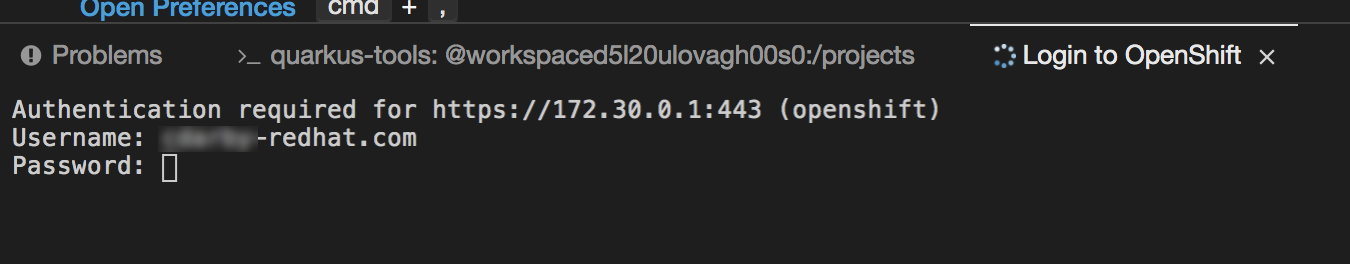 Open Preferences cmd + ,
Problems >_ quarkus-tools: @workspaced5l20ulovagh00s0:/projects Login to OpenShift ×
Authentication required for https://172.30.0.1:443 (openshift)
Username: -redhat.com
Password: